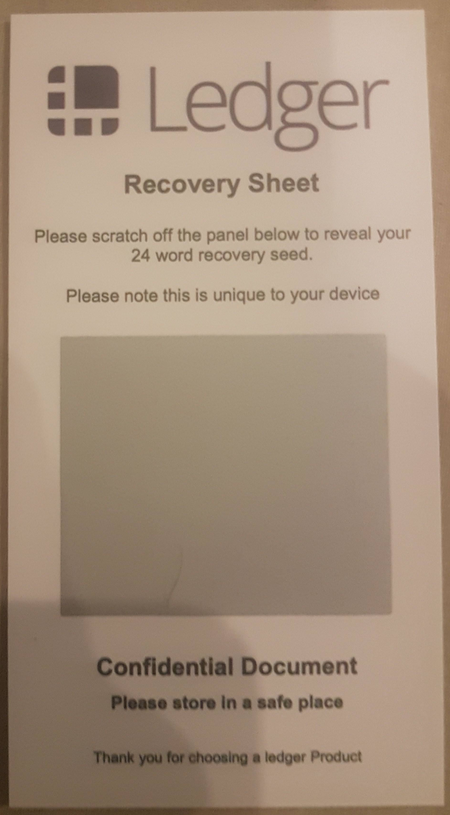 Ledger
Recovery Sheet
Please scratch off the panel below to reveal your
24 word recovery seed.
Please note this is unique to your device
Confidential Document
Please store in a safe place
Thank you for choosing a ledger Product